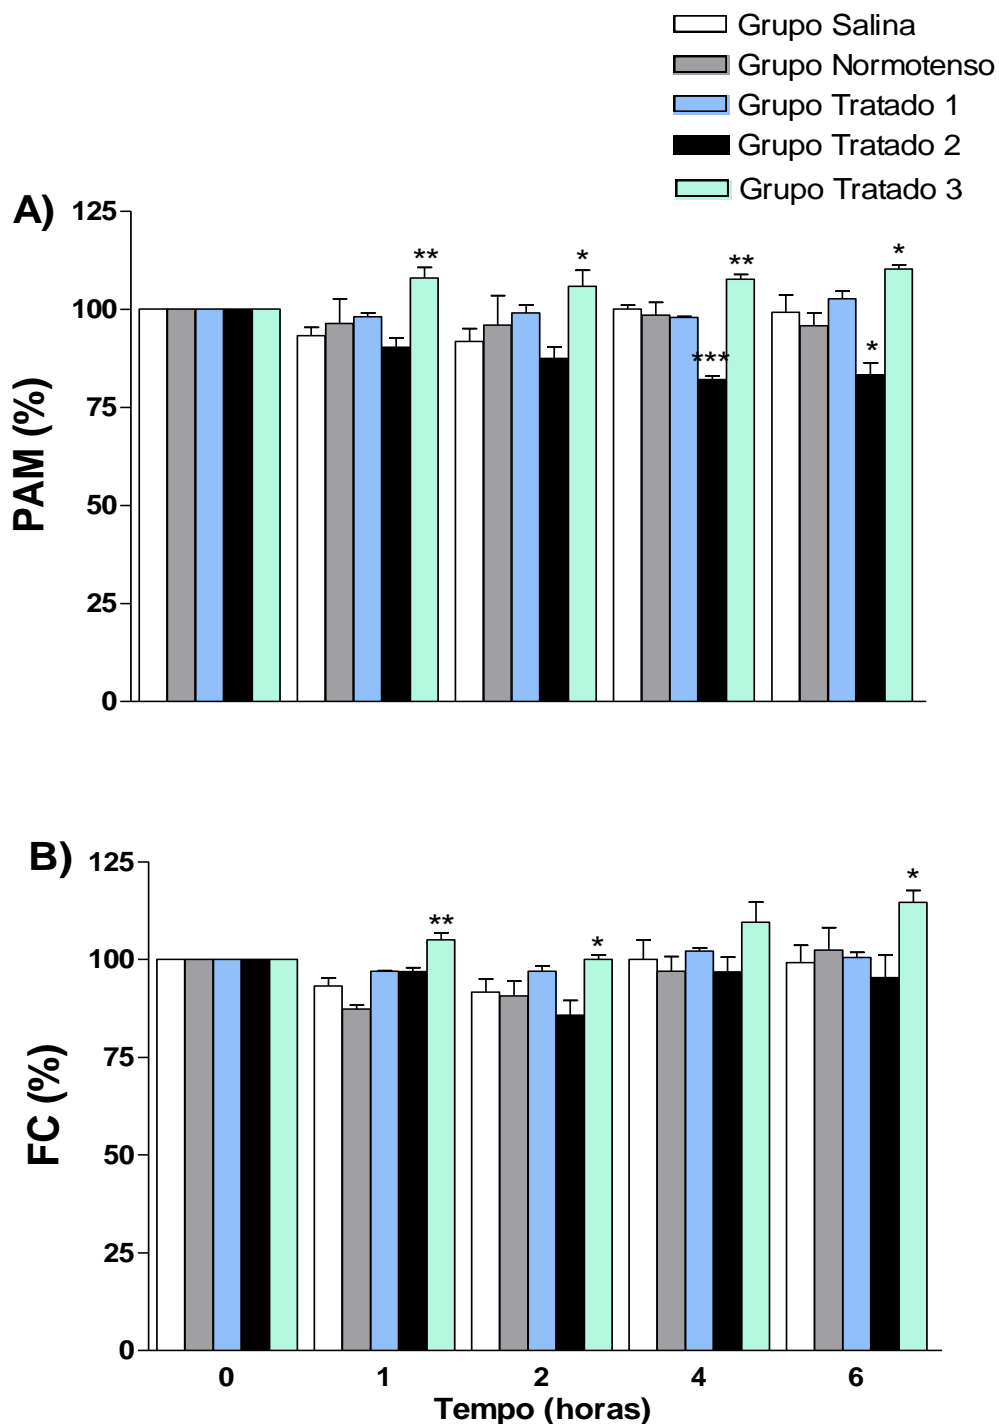 Grupo Salina
Grupo Normotenso
Grupo Tratado 1
Grupo Tratado 2
Grupo Tratado 3
A)
125
100
75
50
25
0
PAM (%)
** * ** *
*** *
B)
125
100
75
50
25
0
FC (%)
** * *
0 1 2 4 6
Tempo (horas)